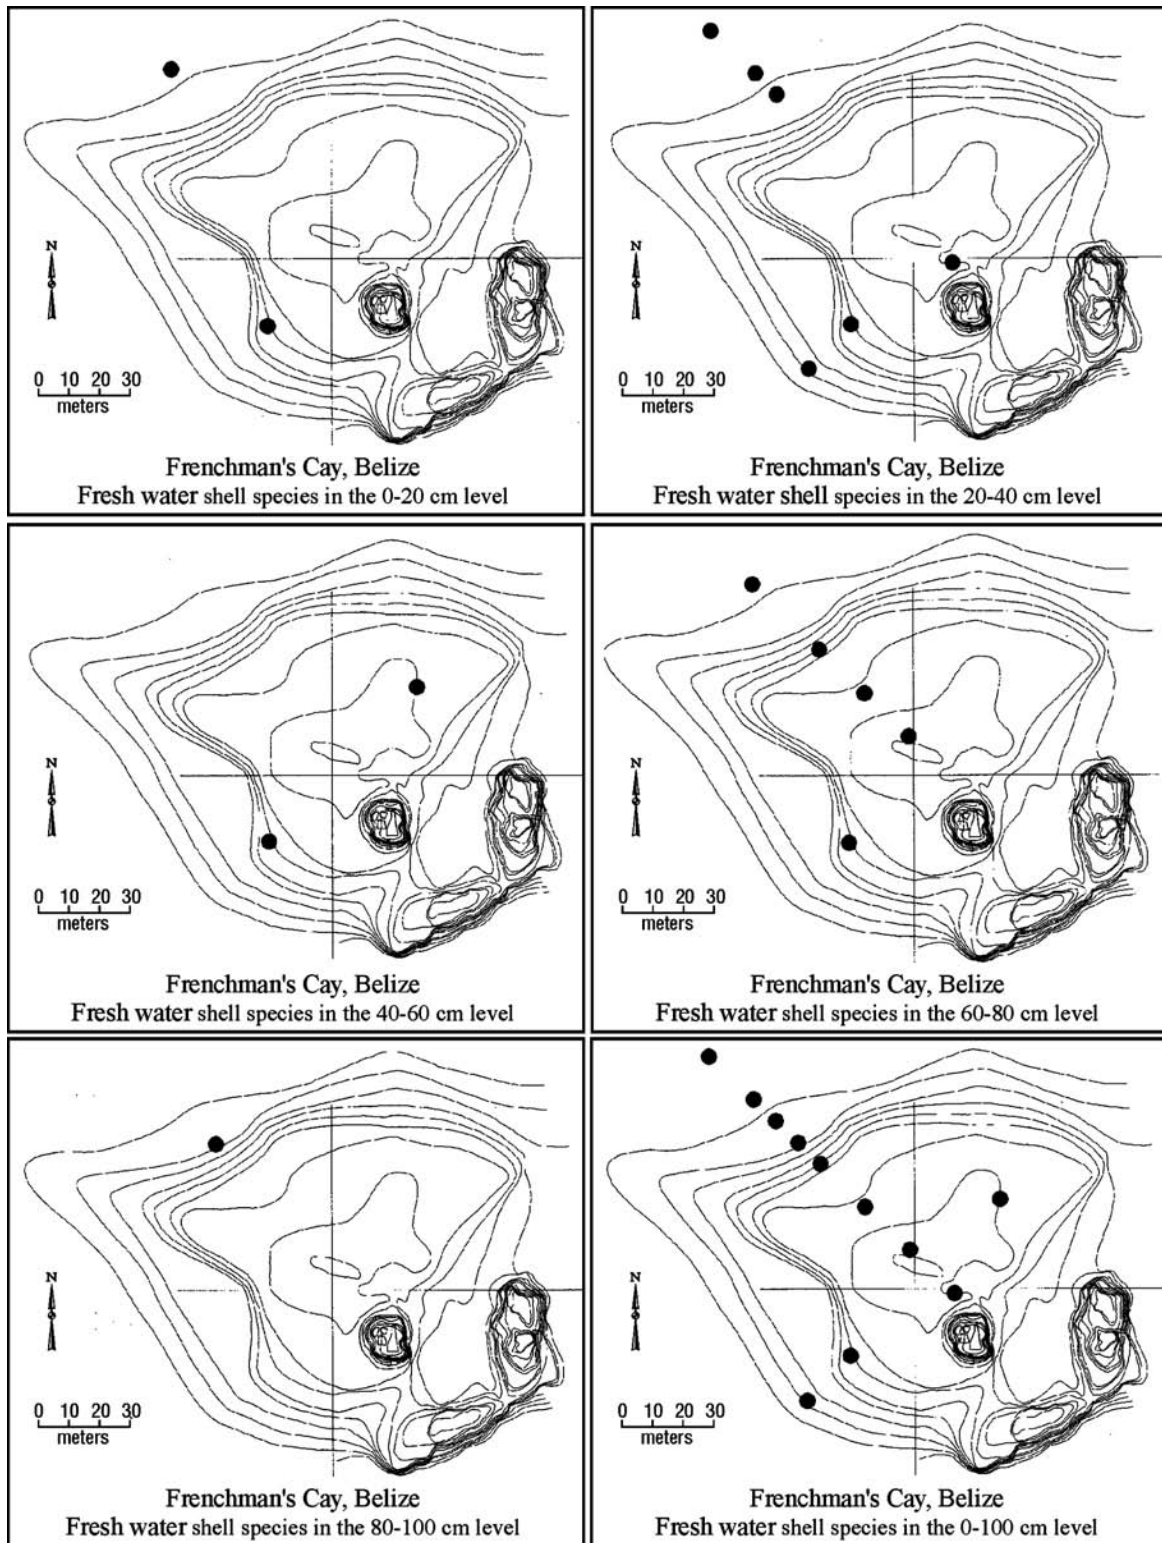 N
0 10 20 30
meters
Frenchman's Cay, Belize
Fresh water shell species in the 0-20 cm level
N
0 10 20 30
meters
Frenchman's Cay, Belize
Fresh water shell species in the 20-40 cm level
N
0 10 20 30
meters
Frenchman's Cay, Belize
Fresh water shell species in the 40-60 cm level
N
0 10 20 30
meters
Frenchman's Cay, Belize
Fresh water shell species in the 60-80 cm level
N
0 10 20 30
meters
Frenchman's Cay, Belize
Fresh water shell species in the 80-100 cm level
N
0 10 20 30
meters
Frenchman's Cay, Belize
Fresh water shell species in the 0-100 cm level